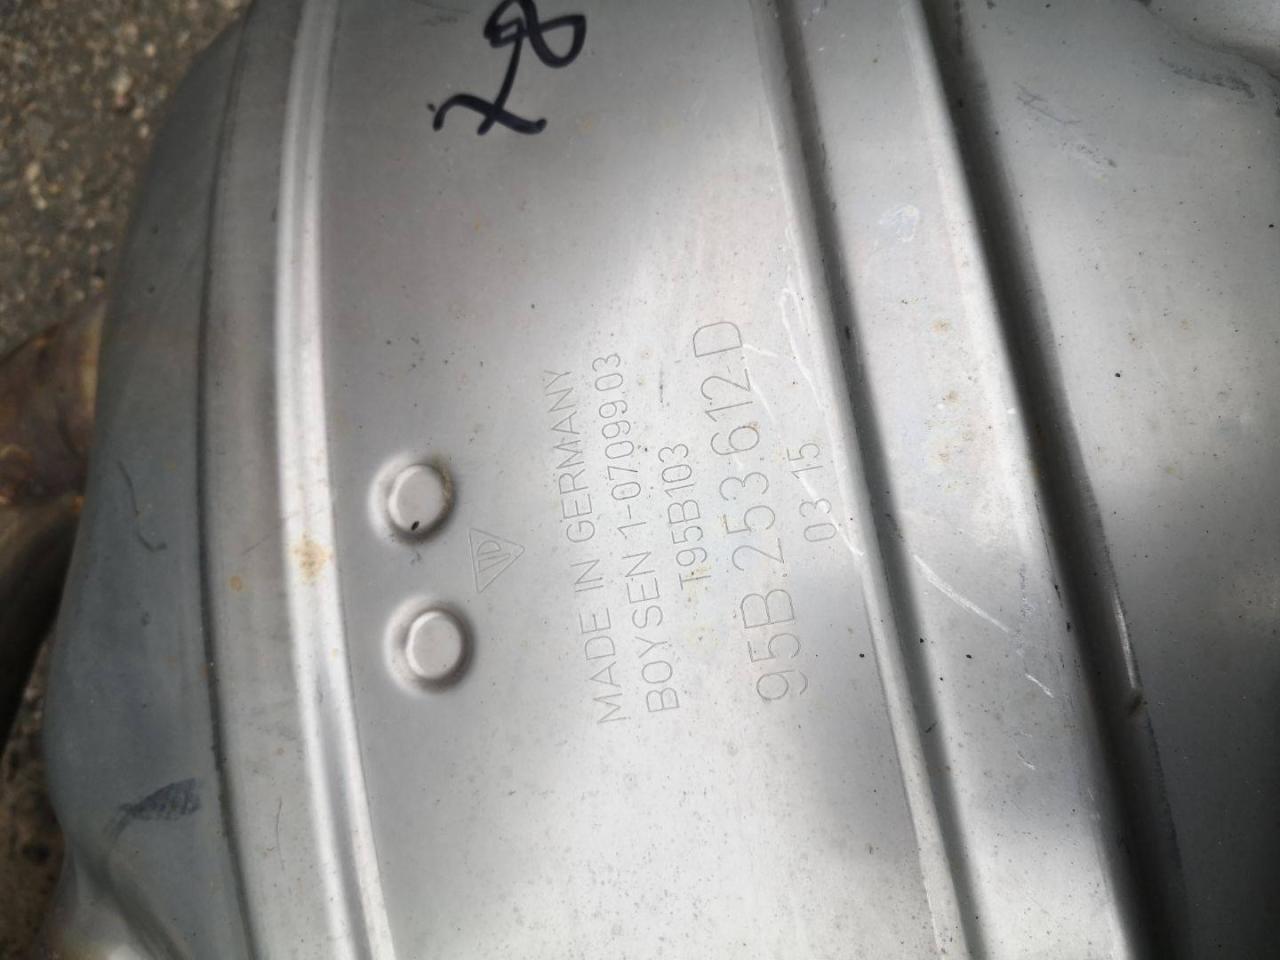 MADE IN GERMANY
BOYSEN 1-07099.03
T95B103
95B.253.612 D
03 15